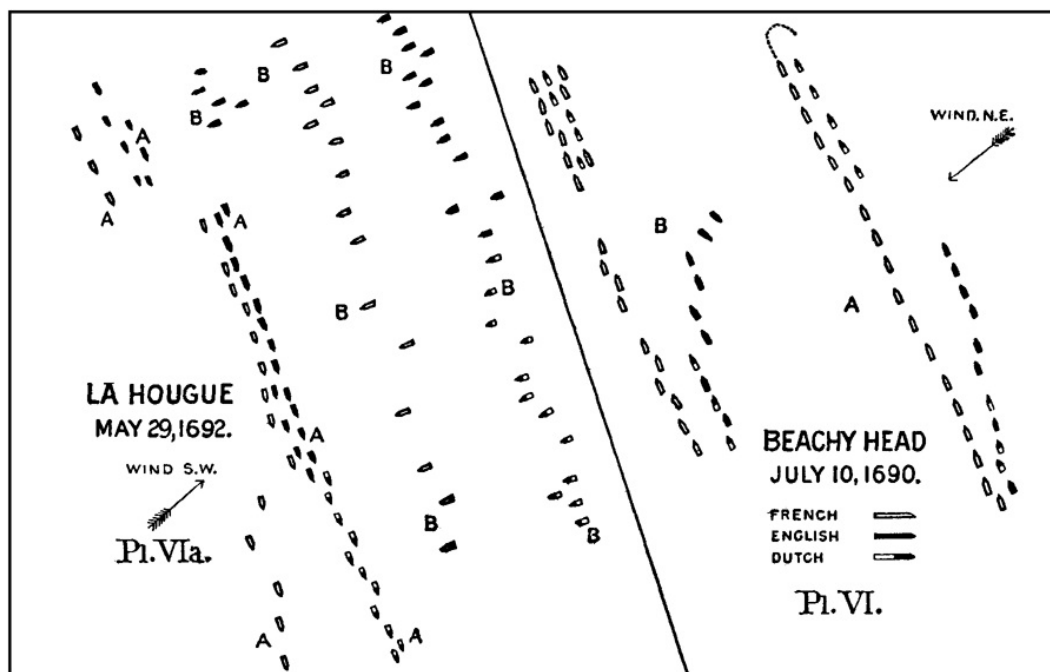 B
B
B
A
A
A
B
B
A
LA HOUGUE
MAY 29,1692.
WIND S.W.
Pl.VIa.
A
B
B
A
A
B
WIND. N.E.
A
BEACHY HEAD
JULY 10,1690.
FRENCH
ENGLISH
DUTCH
Pl.VI.